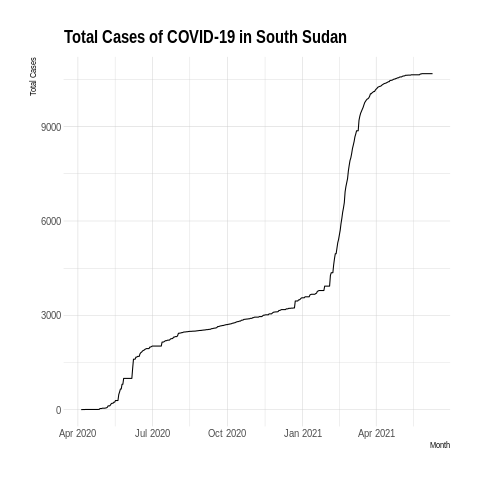 Total Cases of COVID-19 in South Sudan
Total Cases
9000
6000
3000
0
Apr 2020 Jul 2020 Oct 2020 Jan 2021 Apr 2021
Month